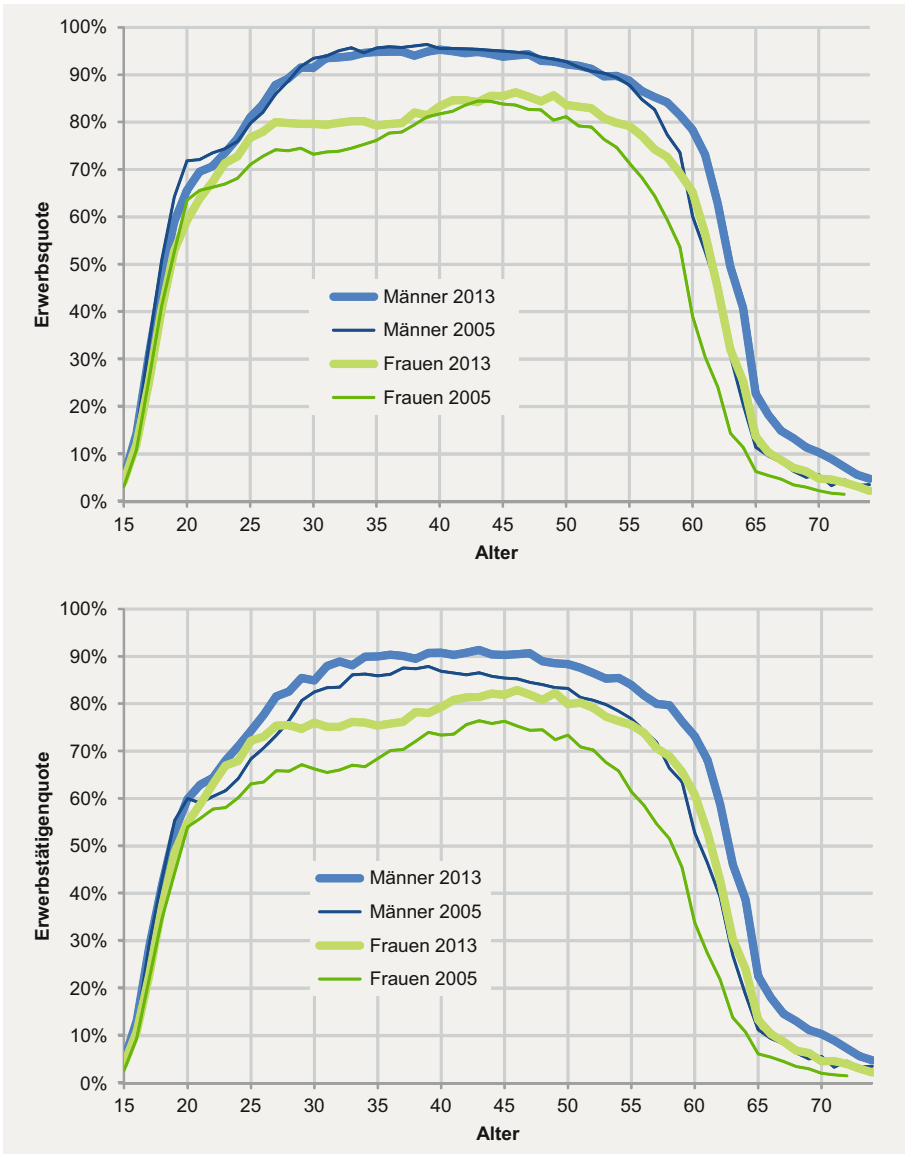 100%
90%
80%
70%
60%
50%
40%
30%
20%
10%
0%
Erwerbsquote
Männer 2013
Männer 2005
Frauen 2013
Frauen 2005
15 20 25 30 35 40 45 50 55 60 65 70
Alter
100%
90%
80%
70%
60%
50%
40%
30%
20%
10%
0%
Erwerbstätigenquote
Männer 2013
Männer 2005
Frauen 2013
Frauen 2005
15 20 25 30 35 40 45 50 55 60 65 70
Alter